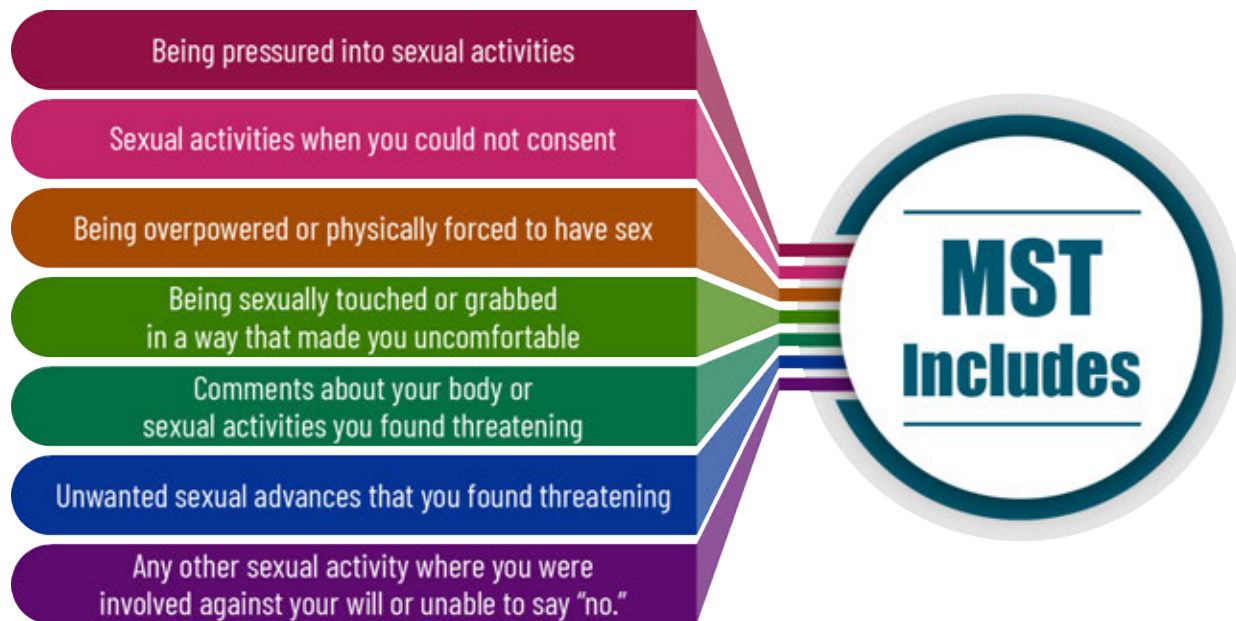 Being pressured into sexual activities
Sexual activities when you could not consent
Being overpowered or physically forced to have sex
Being sexually touched or grabbed
in a way that made you uncomfortable
Comments about your body or
sexual activities you found threatening
Unwanted sexual advances that you found threatening
Any other sexual activity where you were
involved against your will or unable to say “no.”
MST
Includes